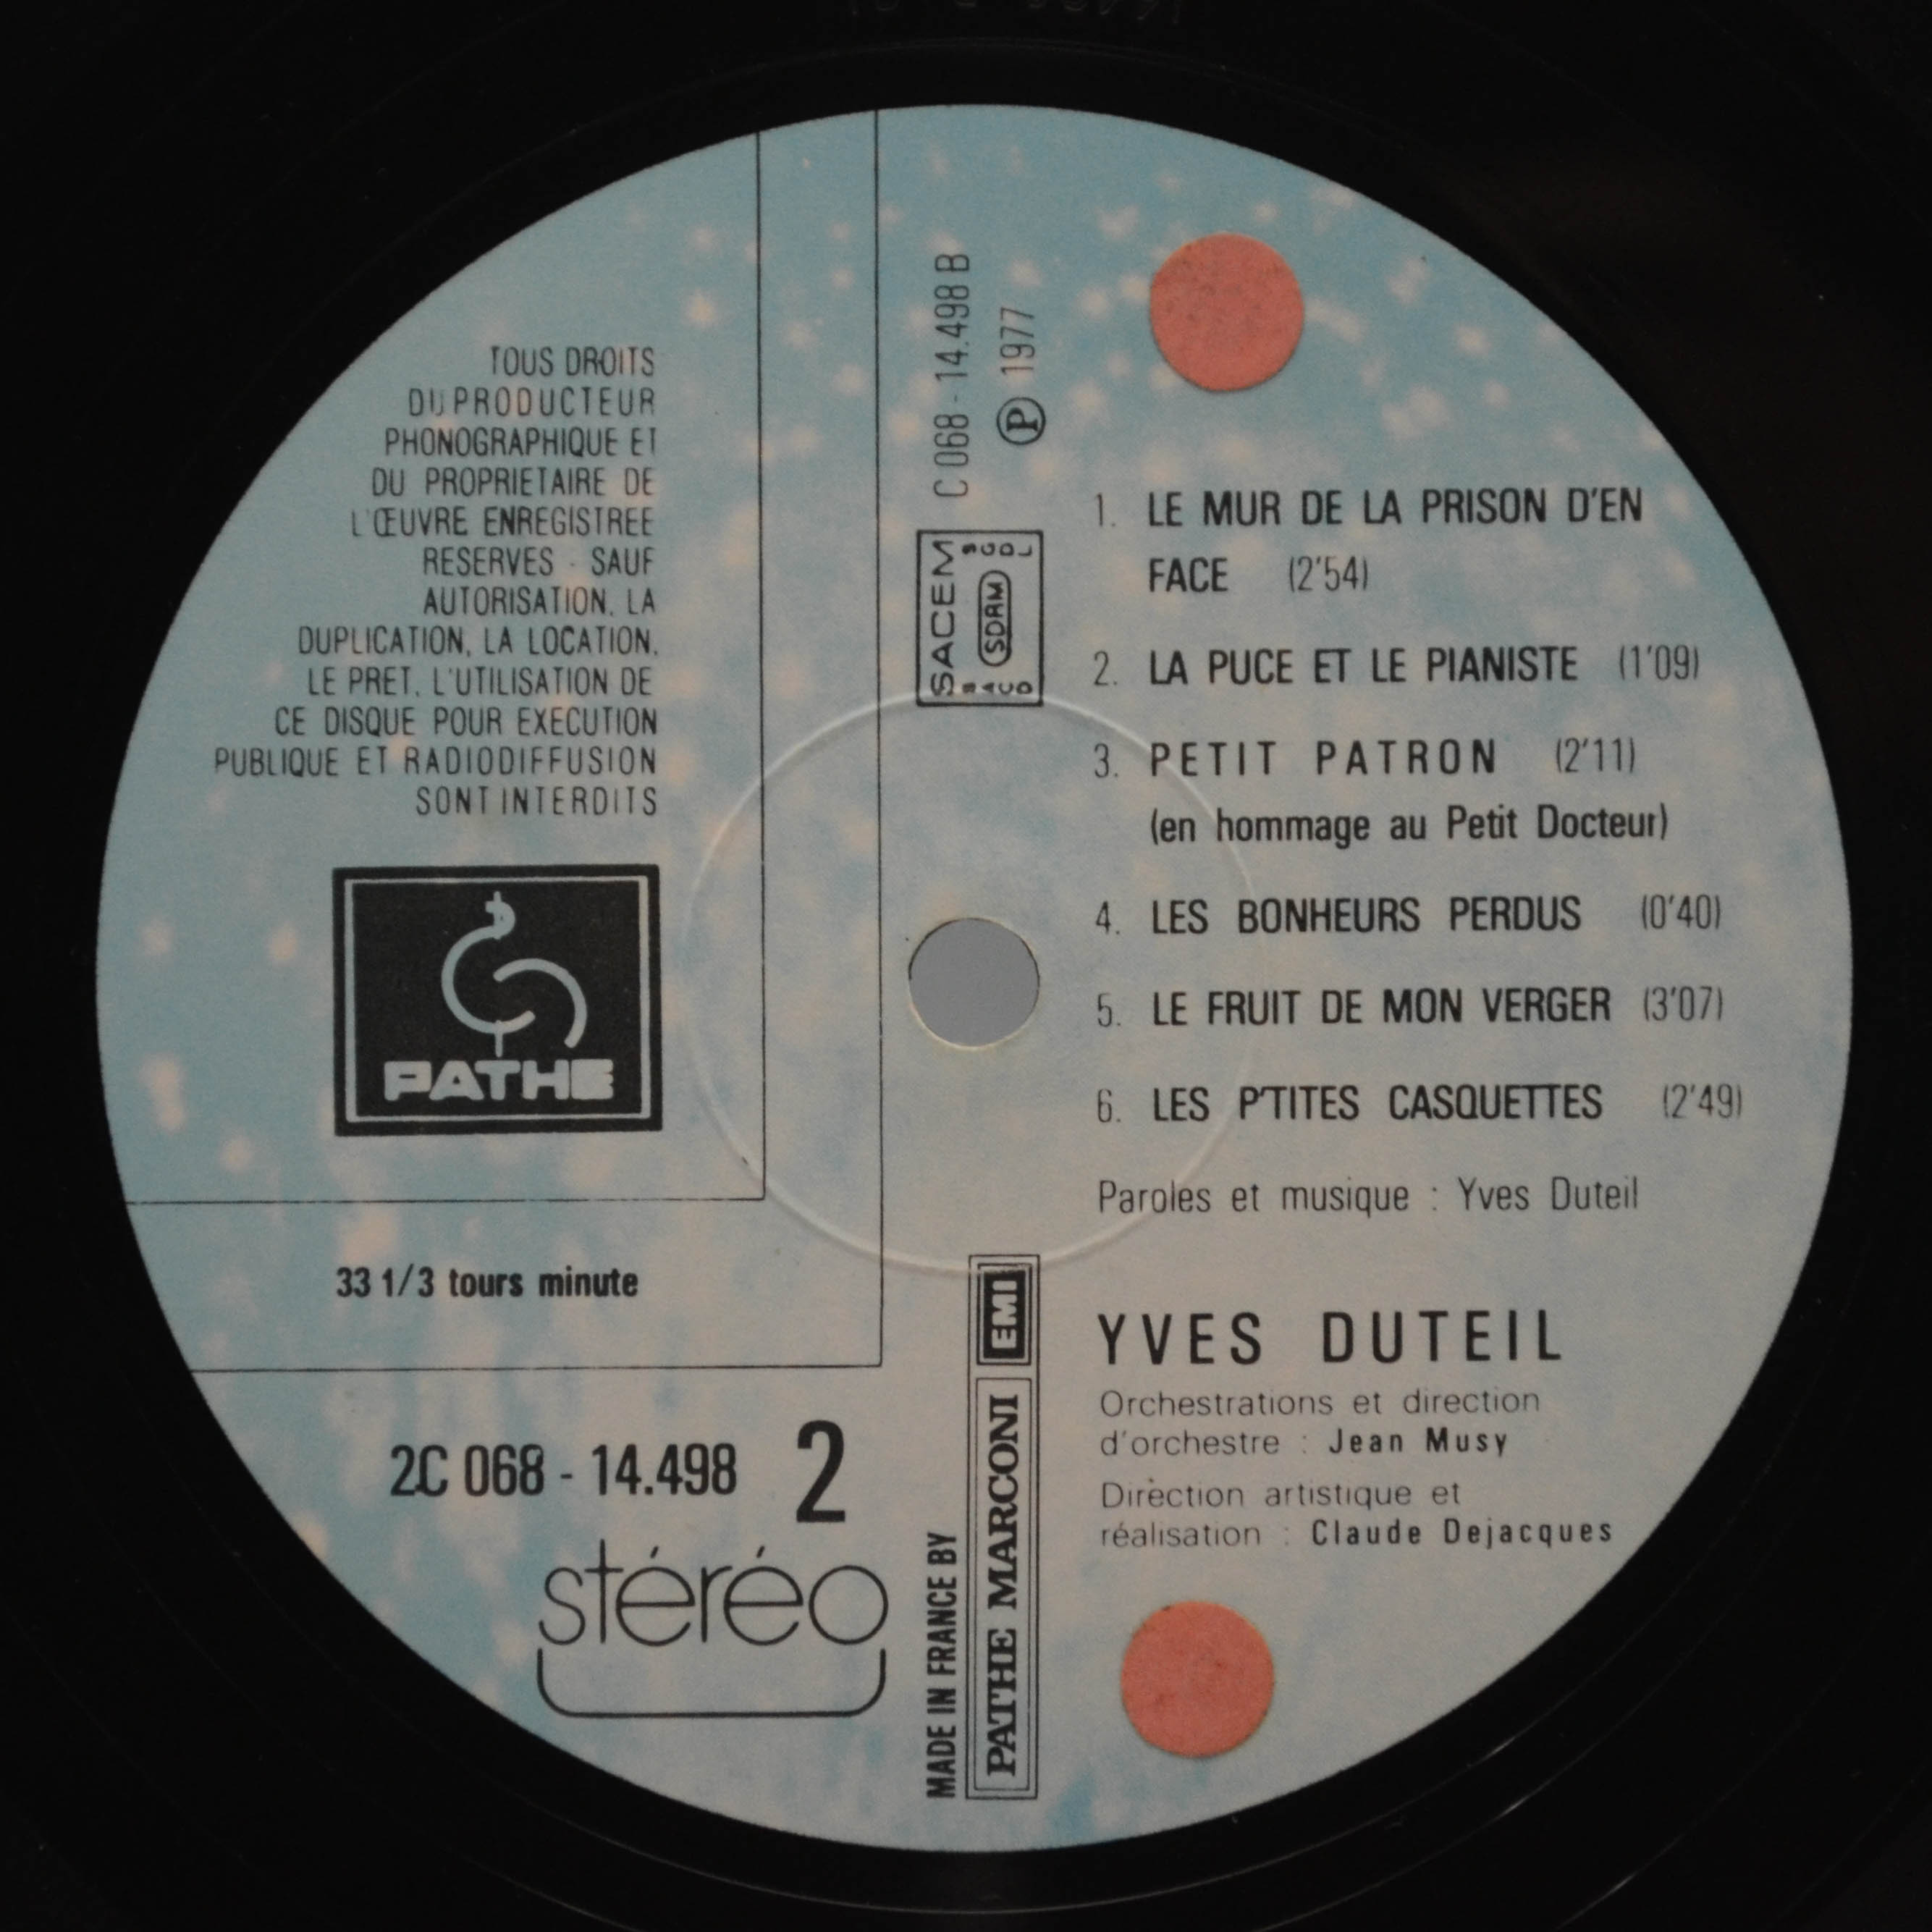 TOUS DROITS
DU PRODUCTEUR
PHONOGRAPHIQUE ET
DU PROPRIETAIRE DE
L'ŒUVRE ENREGISTREE
RESERVES - SAUF
AUTORISATION, LA
DUPLICATION, LA LOCATION,
LE PRET, L'UTILISATION DE
CE DISQUE POUR EXECUTION
PUBLIQUE ET RADIODIFFUSION
SONT INTERDITS
PATHE
33 1/3 tours minute
2C 068 - 14.498 2
stéréo
C 068 - 14.498 B
Ⓟ 1977
SACEM
SDRM
SACD
SGDL
1. LE MUR DE LA PRISON D'EN
FACE (2'54)
2. LA PUCE ET LE PIANISTE (1'09)
3. PETIT PATRON (2'11)
(en hommage au Petit Docteur)
4. LES BONHEURS PERDUS (0'40)
5. LE FRUIT DE MON VERGER (3'07)
6. LES P'TITES CASQUETTES (2'49)
Paroles et musique : Yves Duteil
YVES DUTEIL
Orchestrations et direction
d'orchestre : Jean Musy
Direction artistique et
réalisation : Claude Dejacques
MADE IN FRANCE BY
PATHE MARCONI EMI